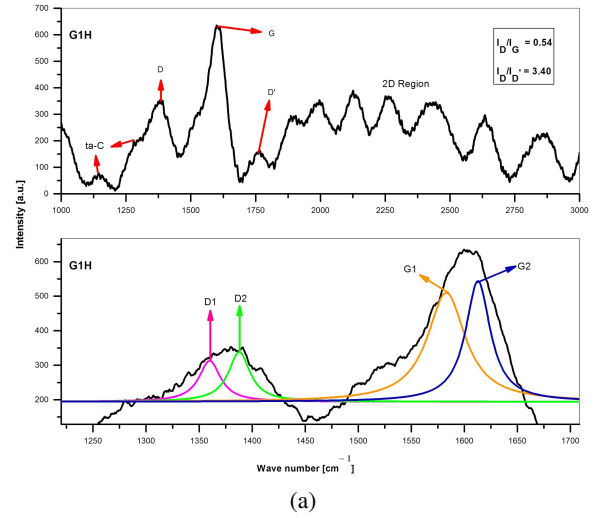 G1H
G
D
D'
ta-C
2D Region
I_D/I_G = 0.54
I_D/I_D' = 3.40
700
600
500
400
300
200
100
0
1000 1250 1500 1750 2000 2250 2500 2750 3000
Intensity [a.u.]
G1H
D1 D2
G1
G2
600
500
400
300
200
1250 1300 1350 1400 1450 1500 1550 1600 1650 1700
Wave number [cm⁻¹]
(a)